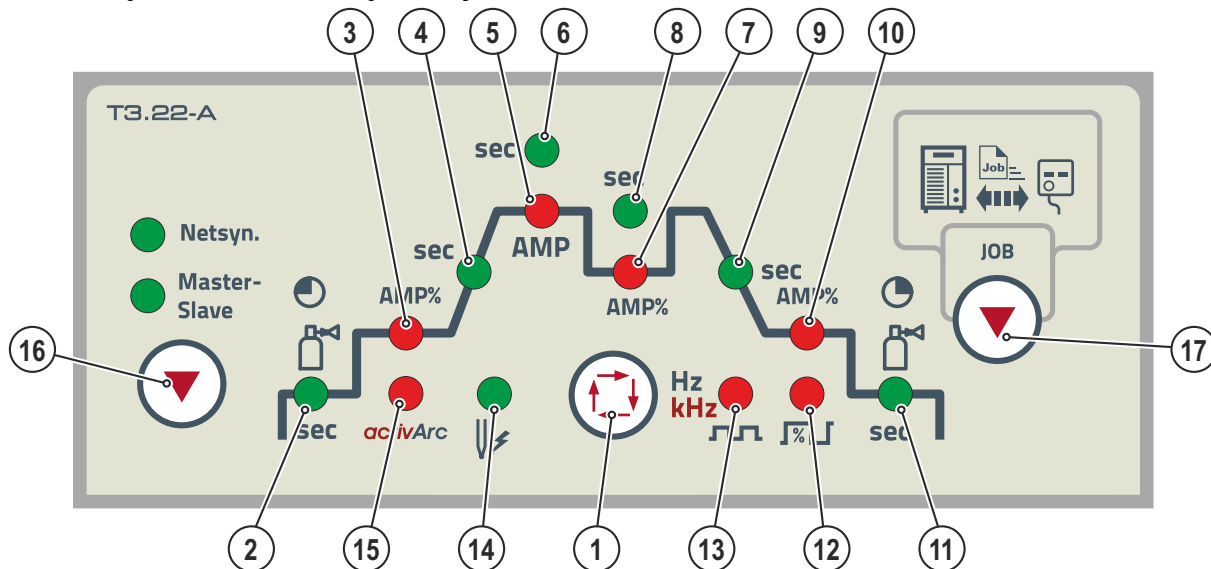 3 4 5 6 8 7 9 10
T3.22-A
sec
sec
AMP
sec
sec
AMP%
AMP%
AMP%
Netsyn.
Master-
Slave
Job
JOB
16
17
Hz
kHz
%
sec
activArc
sec
2 15 14 1 13 12 11